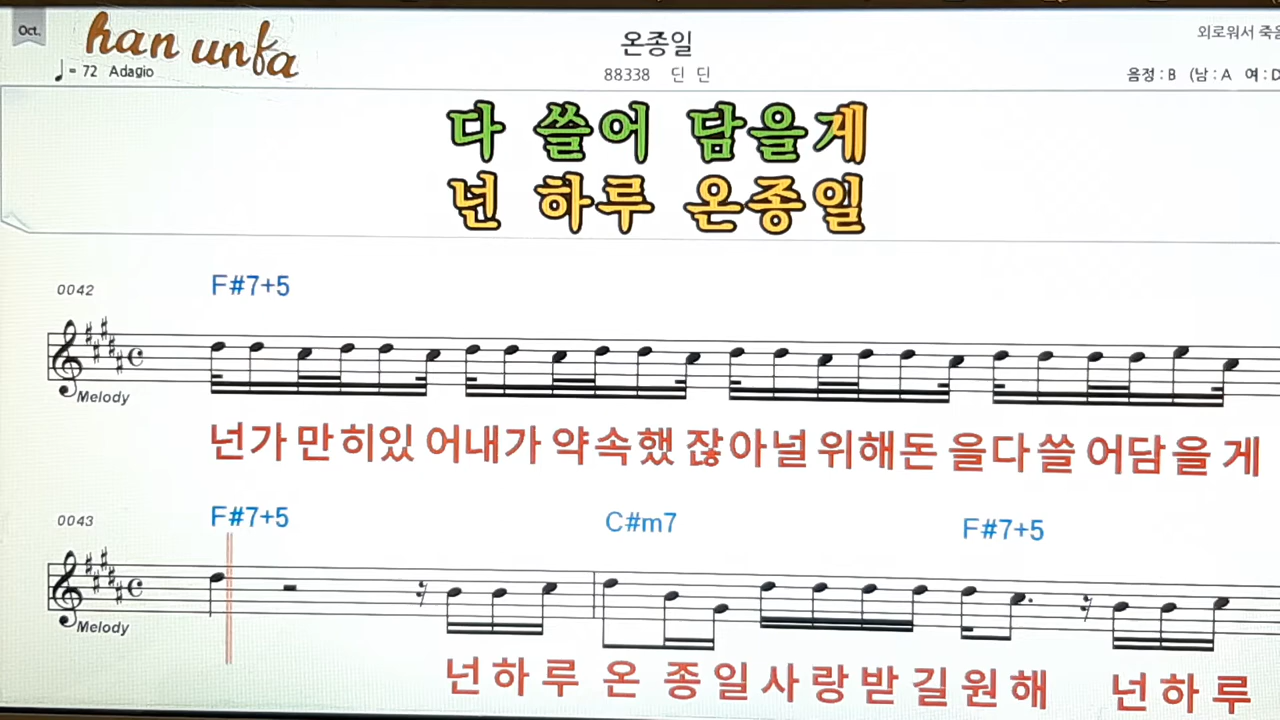 Oct.
han unfa
온종일
외로워서 죽음
♩= 72 Adagio
88338 딘 딘
음정 : B (남 : A 여 : D
다 쓸어 담을게
넌 하루 온종일
0042
F#7+5
Melody
넌가 만히있 어내가 약속했 잖아널 위해돈 을다쓸 어담을 게
0043
F#7+5 C#m7 F#7+5
Melody
넌하루 온 종일사랑받길원해 넌하루